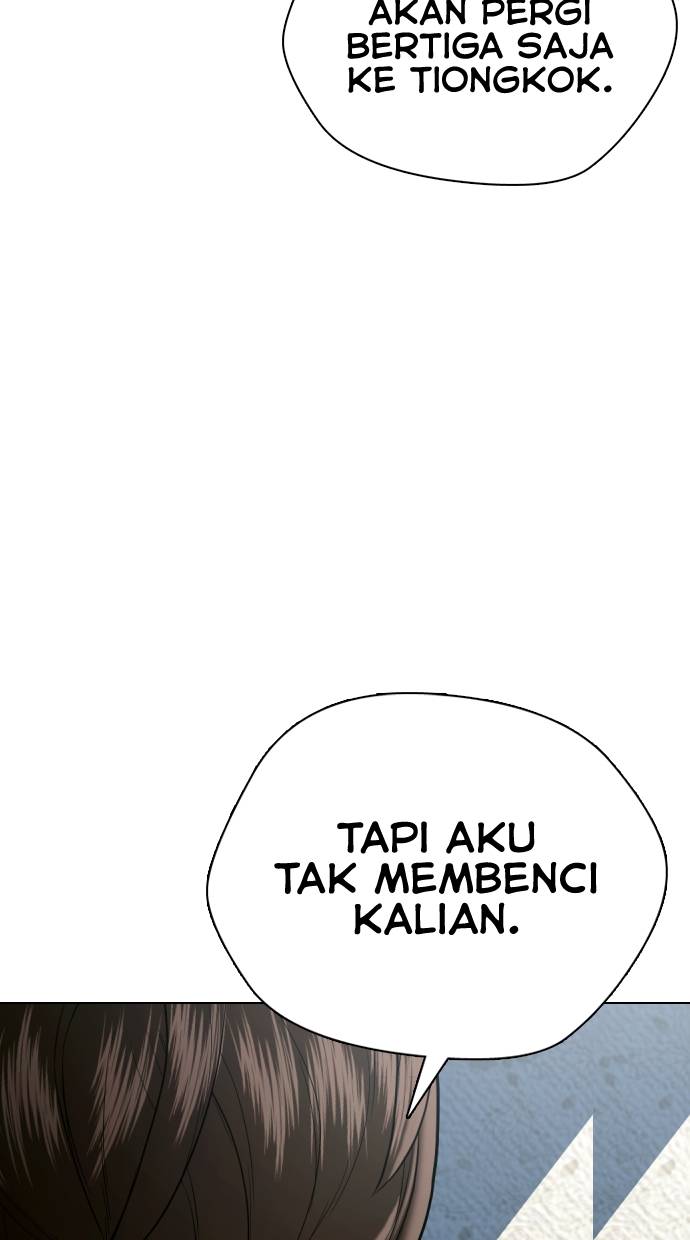 AKAN PERGI
BERTIGA SAJA
KE TIONGKOK.
TAPI AKU
TAK MEMBENCI
KALIAN.